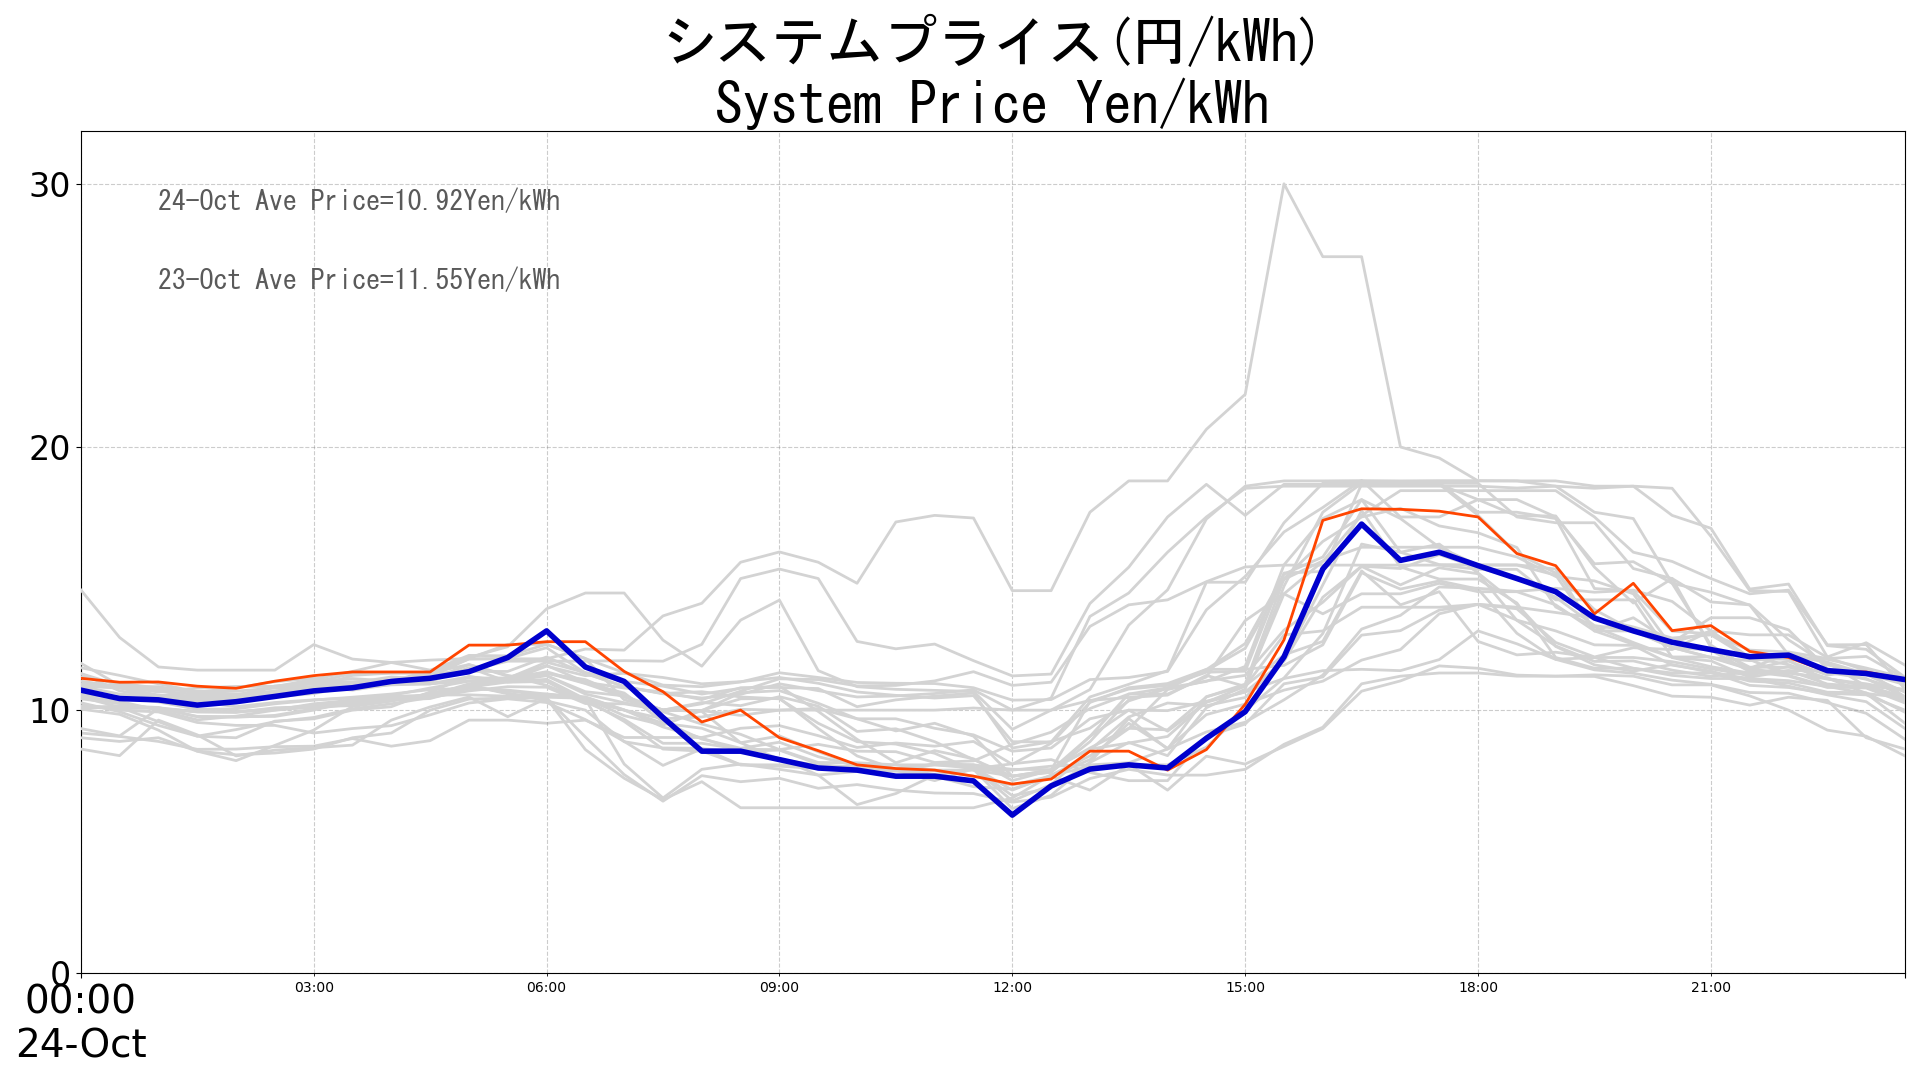 システムプライス(円/kWh)
System Price Yen/kWh
30
24-Oct Ave Price=10.92Yen/kWh
23-Oct Ave Price=11.55Yen/kWh
20
10
0
00:00 03:00 06:00 09:00 12:00 15:00 18:00 21:00
24-Oct